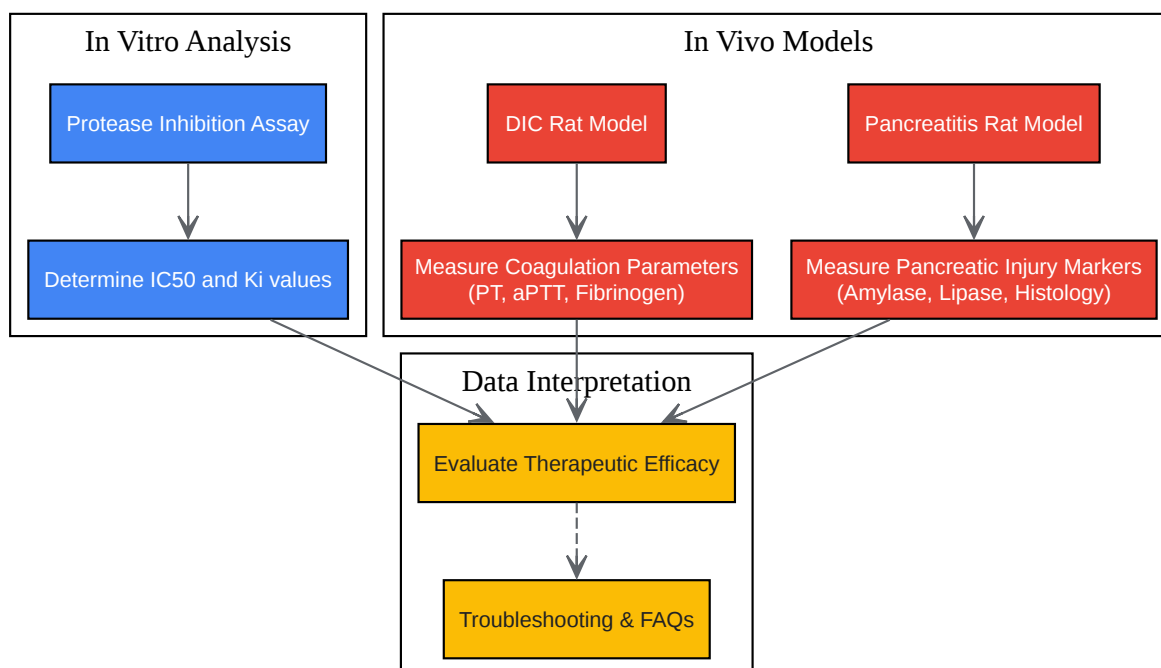 In Vitro Analysis
Protease Inhibition Assay
Determine IC50 and Ki values
In Vivo Models
DIC Rat Model
Pancreatitis Rat Model
Measure Coagulation Parameters
(PT, aPTT, Fibrinogen)
Measure Pancreatic Injury Markers
(Amylase, Lipase, Histology)
Data Interpretation
Evaluate Therapeutic Efficacy
Troubleshooting & FAQs